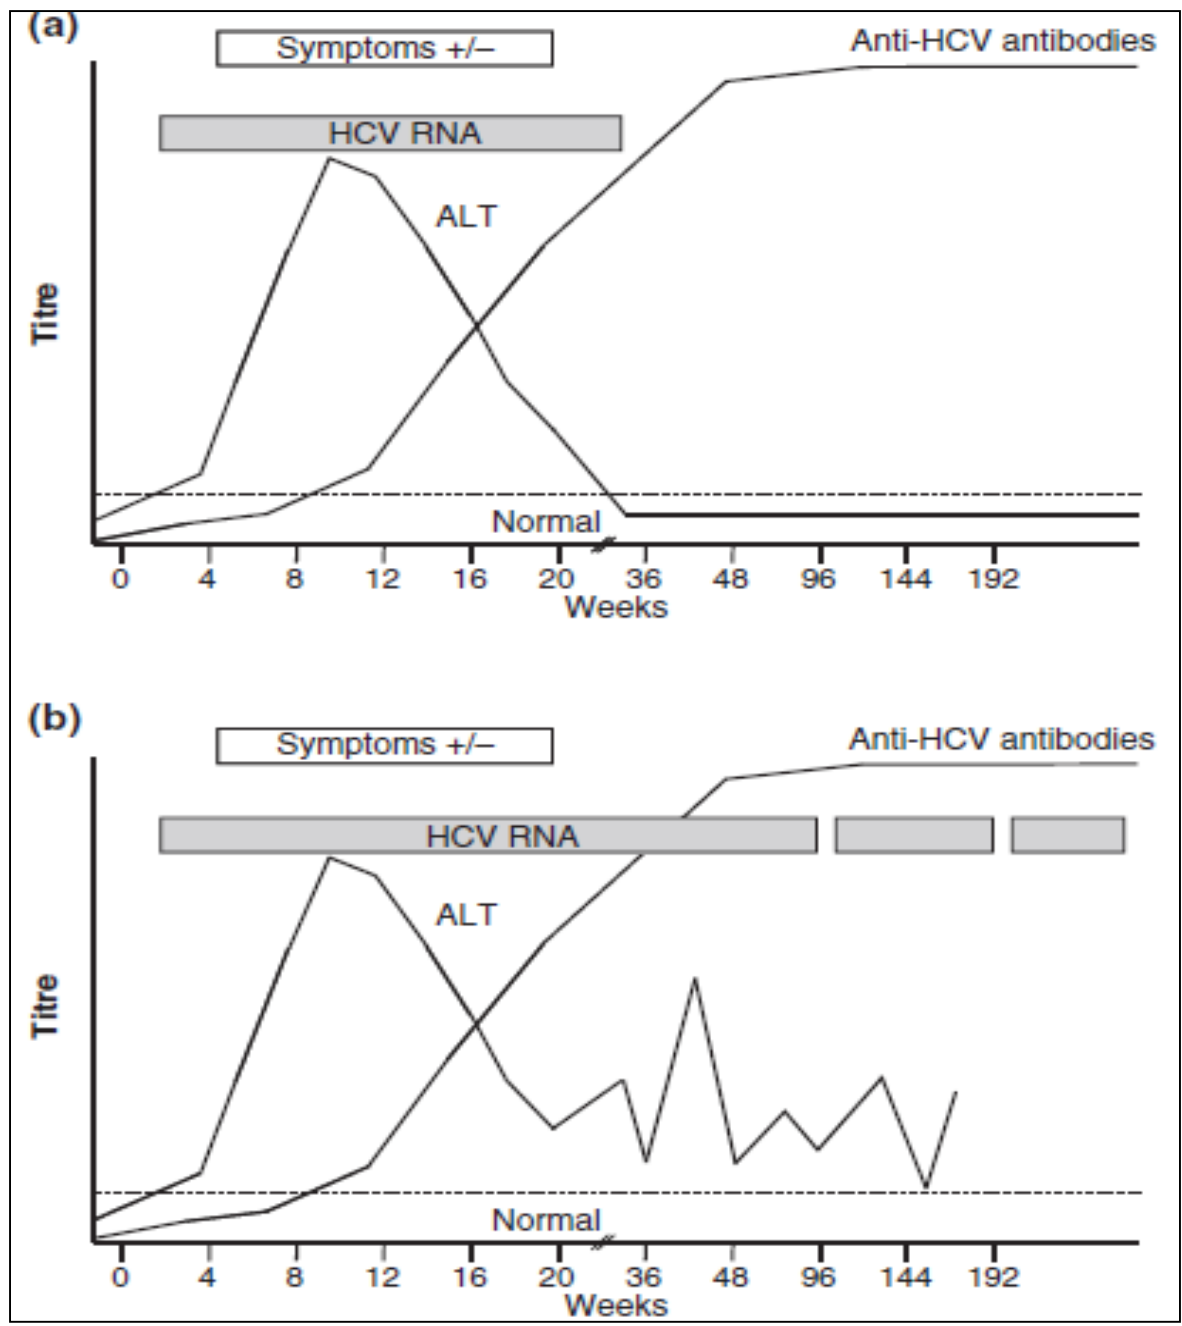 (a)
Symptoms +/–
Anti-HCV antibodies
HCV RNA
ALT
Titre
Normal
0 4 8 12 16 20 36 48 96 144 192
Weeks
(b)
Symptoms +/–
Anti-HCV antibodies
HCV RNA
ALT
Titre
Normal
0 4 8 12 16 20 36 48 96 144 192
Weeks